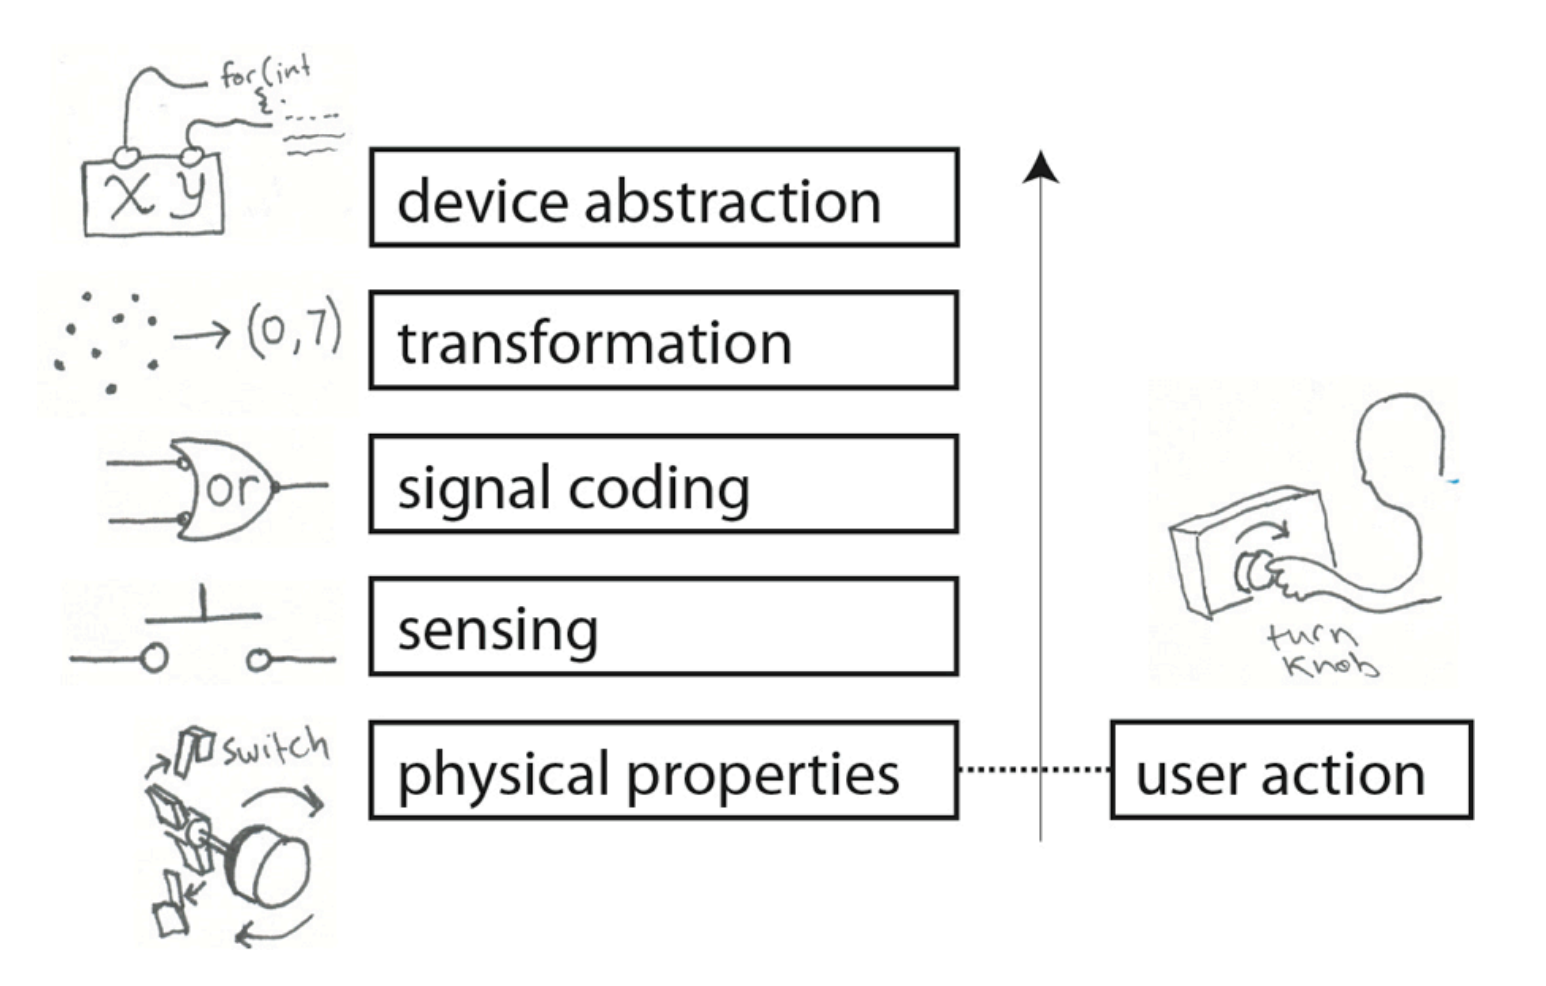 for(int
{.
X Y
device abstraction
(0,7)
transformation
or
signal coding
sensing
turn
knob
switch
physical properties
user action